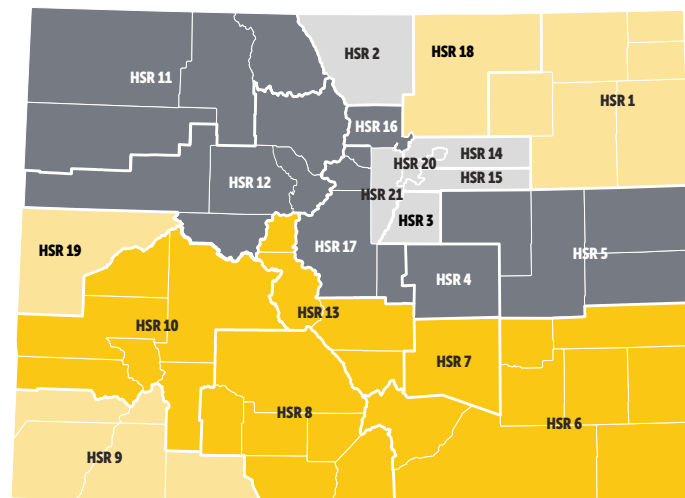 HSR 18
HSR 2
HSR 11
HSR 1
HSR 16
HSR 14
HSR 20
HSR 15
HSR 12
HSR 21
HSR 3
HSR 17
HSR 19
HSR 5
HSR 4
HSR 13
HSR 10
HSR 7
HSR 8
HSR 6
HSR 9